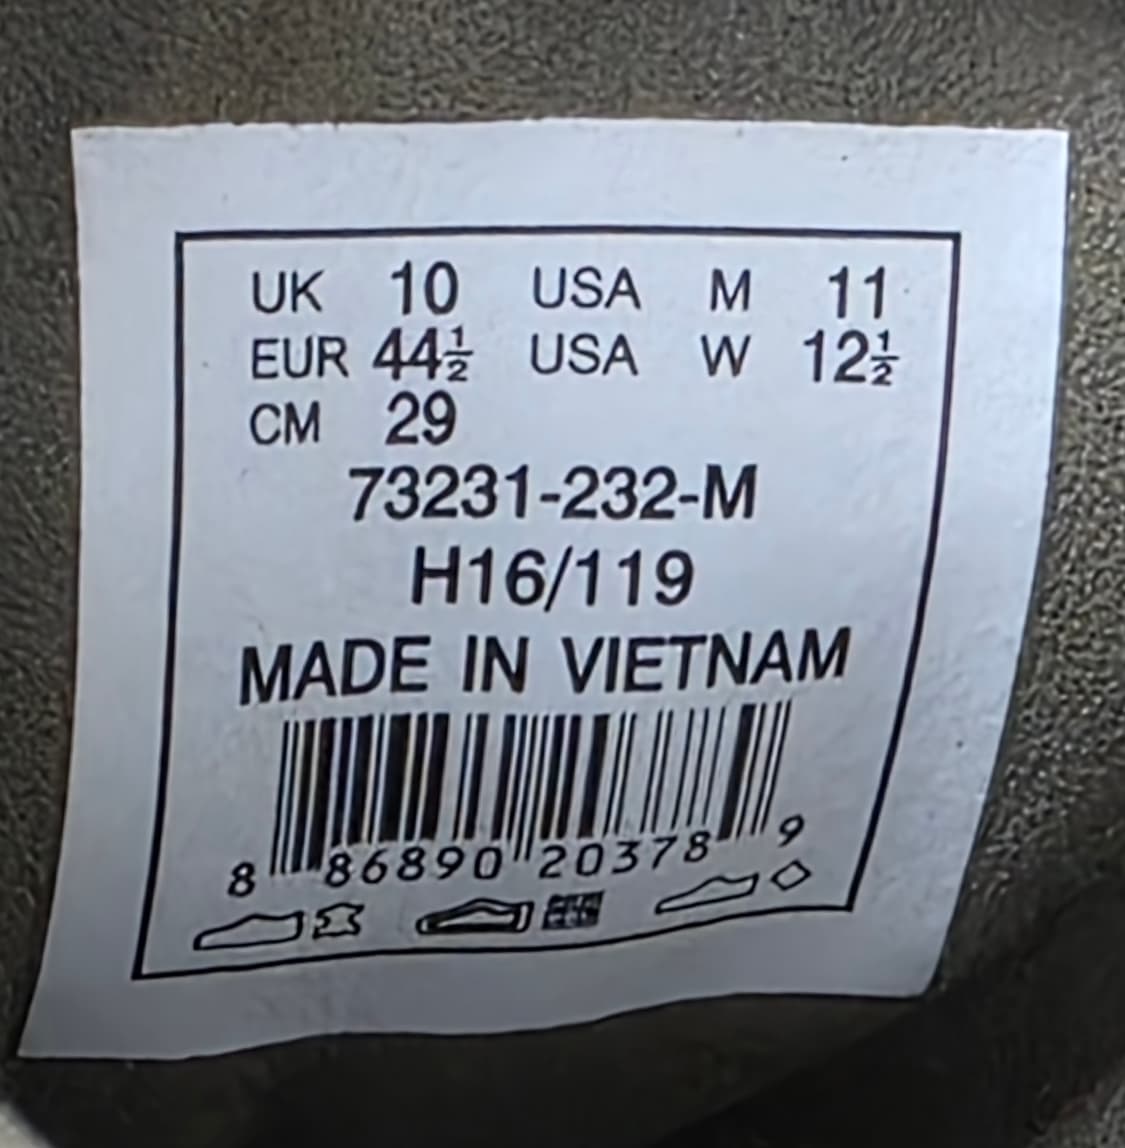 UK 10 USA M 11
EUR 44½ USA W 12½
CM 29
73231-232-M
H16/119
MADE IN VIETNAM
8 86890 20378 9